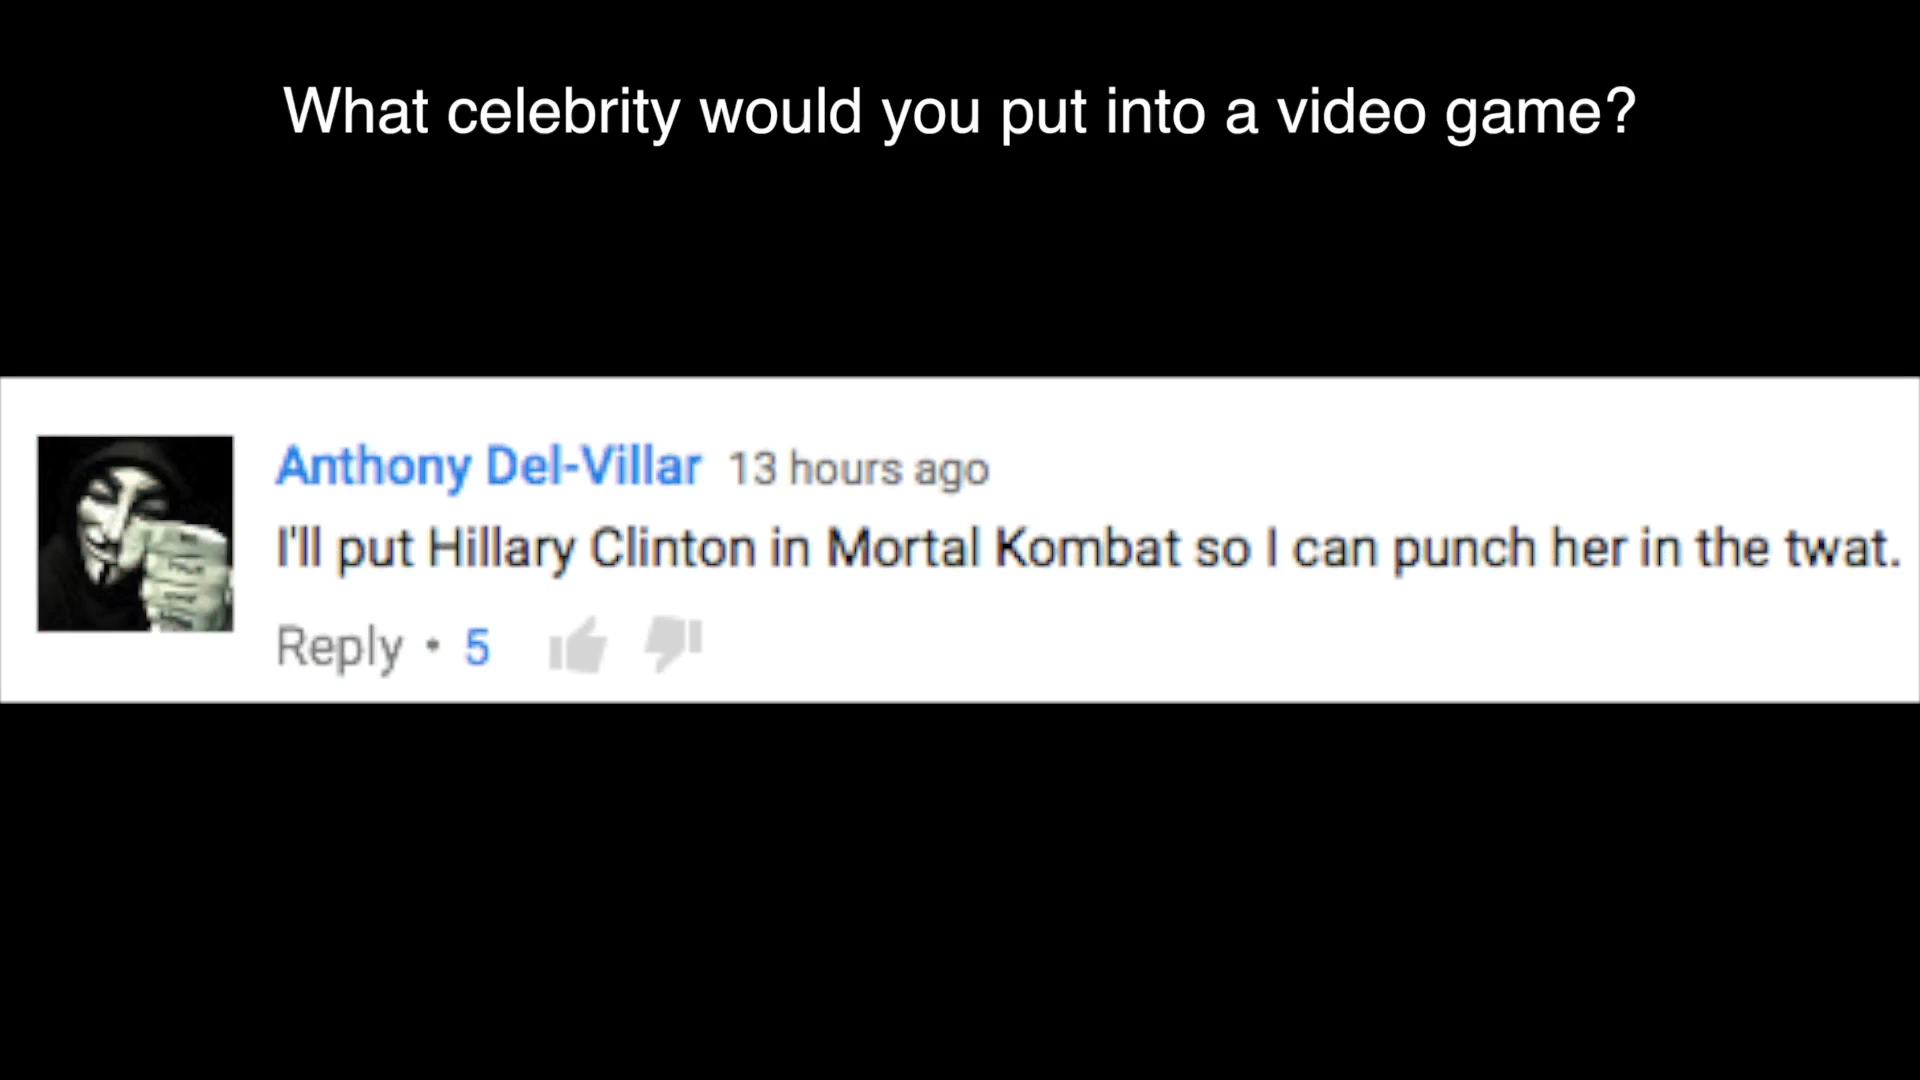 What celebrity would you put into a video game?
Anthony Del-Villar 13 hours ago
I'll put Hillary Clinton in Mortal Kombat so I can punch her in the twat.
Reply • 5